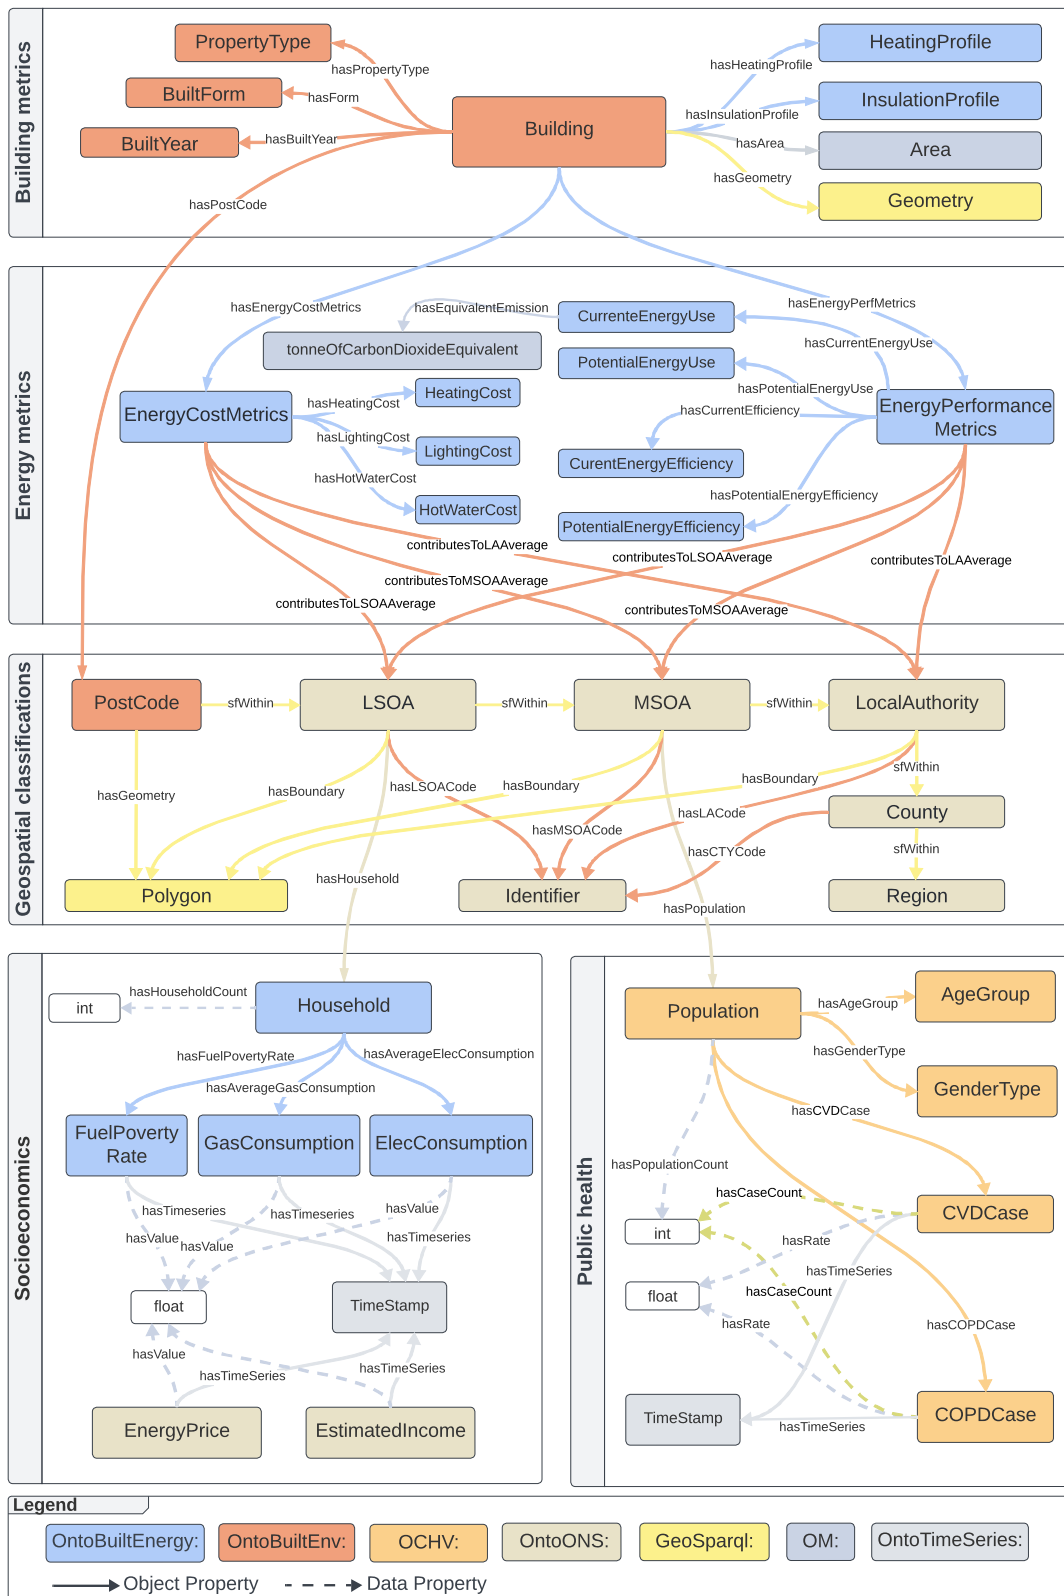 Building metrics
PropertyType
HeatingProfile
hasPropertyType
hasHeatingProfile
BuiltForm
hasForm
InsulationProfile
hasInsulationProfile
Building
BuiltYear
hasBuiltYear
hasArea
Area
hasGeometry
Geometry
hasPostCode
Energy metrics
hasEnergyCostMetrics
hasEquivalentEmission
CurrenteEnergyUse
hasEnergyPerfMetrics
tonneOfCarbonDioxideEquivalent
hasCurrentEnergyUse
PotentialEnergyUse
hasPotentialEnergyUse
EnergyCostMetrics
hasHeatingCost
HeatingCost
hasCurrentEfficiency
EnergyPerformance
Metrics
hasLightingCost
LightingCost
CurentEnergyEfficiency
hasHotWaterCost
HotWaterCost
hasPotentialEnergyEfficiency
PotentialEnergyEfficiency
contributesToLAAverage
contributesToLSOAAverage
contributesToLAAverage
contributesToMSOAAverage
contributesToLSOAAverage
contributesToMSOAAverage
Geospatial classifications
PostCode
sfWithin
LSOA
sfWithin
MSOA
sfWithin
LocalAuthority
hasGeometry
hasBoundary
hasLSOACode
hasBoundary
hasBoundary
sfWithin
hasLACode
County
hasMSOACode
hasCTYCode
sfWithin
hasHousehold
Polygon
Identifier
hasPopulation
Region
Socioeconomics
hasHouseholdCount
int
Household
hasFuelPovertyRate
hasAverageElecConsumption
hasAverageGasConsumption
FuelPoverty
Rate
GasConsumption
ElecConsumption
hasTimeseries
hasTimeseries
hasValue
hasValue
hasValue
hasTimeseries
float
TimeStamp
hasValue
hasTimeSeries
hasTimeSeries
EnergyPrice
EstimatedIncome
Public health
Population
hasAgeGroup
AgeGroup
hasGenderType
GenderType
hasCVDCase
hasPopulationCount
hasCaseCount
CVDCase
int
hasRate
hasTimeSeries
float
hasCaseCount
hasRate
hasCOPDCase
TimeStamp
hasTimeSeries
COPDCase
Legend
OntoBuiltEnergy:
OntoBuiltEnv:
OCHV:
OntoONS:
GeoSparql:
OM:
OntoTimeSeries:
Object Property
Data Property